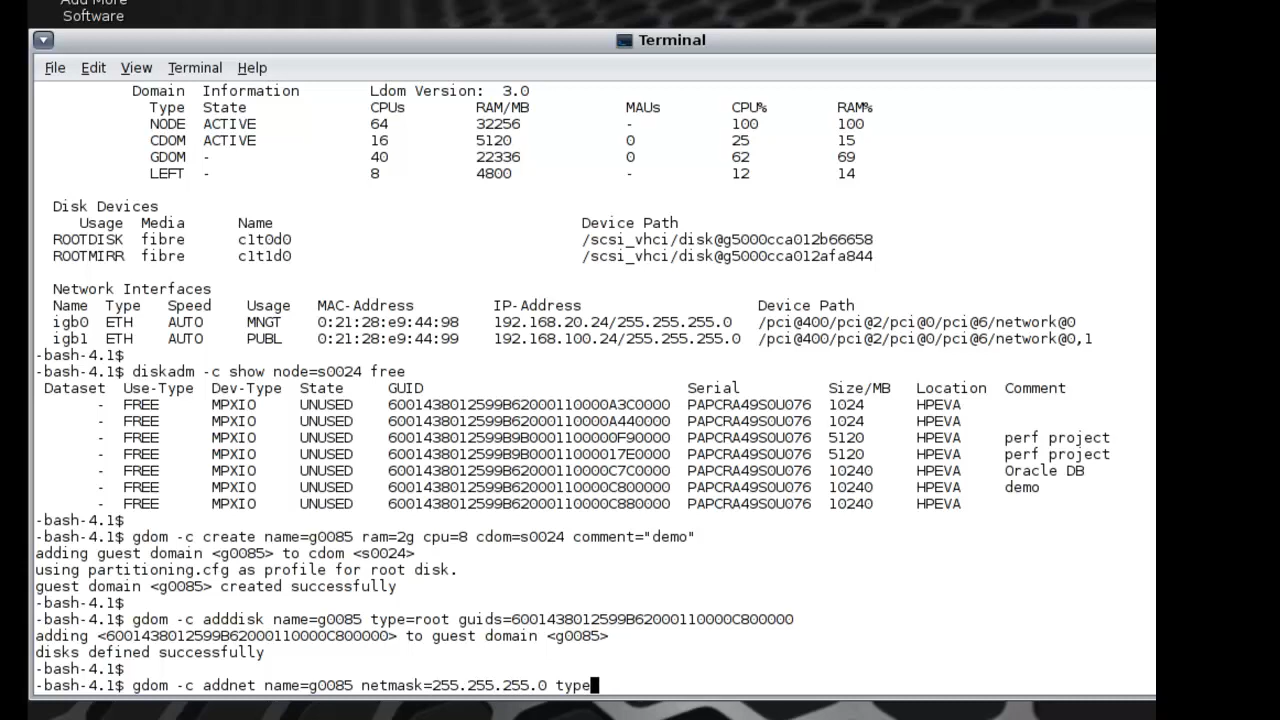 Add More
Software
Terminal
File Edit View Terminal Help
Domain Information Ldom Version: 3.0
Type State CPUs RAM/MB MAUs CPU% RAM%
NODE ACTIVE 64 32256 - 100 100
CDOM ACTIVE 16 5120 0 25 15
GDOM - 40 22336 0 62 69
LEFT - 8 4800 - 12 14
Disk Devices
Usage Media Name Device Path
ROOTDISK fibre c1t0d0 /scsi_vhci/disk@g5000cca012b66658
ROOTMIRR fibre c1t1d0 /scsi_vhci/disk@g5000cca012afa844
Network Interfaces
Name Type Speed Usage MAC-Address IP-Address Device Path
igb0 ETH AUTO MNGT 0:21:28:e9:44:98 192.168.20.24/255.255.255.0 /pci@400/pci@2/pci@0/pci@6/network@0
igb1 ETH AUTO PUBL 0:21:28:e9:44:99 192.168.100.24/255.255.255.0 /pci@400/pci@2/pci@0/pci@6/network@0,1
-bash-4.1$
-bash-4.1$ diskadm -c show node=s0024 free
Dataset Use-Type Dev-Type State GUID Serial Size/MB Location Comment
- FREE MPXIO UNUSED 6001438012599B62000110000A3C0000 PAPCRA49S0U076 1024 HPEVA
- FREE MPXIO UNUSED 6001438012599B62000110000A440000 PAPCRA49S0U076 1024 HPEVA
- FREE MPXIO UNUSED 6001438012599B9B0001100000F90000 PAPCRA49S0U076 5120 HPEVA perf project
- FREE MPXIO UNUSED 6001438012599B9B00011000017E0000 PAPCRA49S0U076 5120 HPEVA perf project
- FREE MPXIO UNUSED 6001438012599B62000110000C7C0000 PAPCRA49S0U076 10240 HPEVA Oracle DB
- FREE MPXIO UNUSED 6001438012599B62000110000C800000 PAPCRA49S0U076 10240 HPEVA demo
- FREE MPXIO UNUSED 6001438012599B62000110000C880000 PAPCRA49S0U076 10240 HPEVA
-bash-4.1$
-bash-4.1$ gdom -c create name=g0085 ram=2g cpu=8 cdom=s0024 comment="demo"
adding guest domain <g0085> to cdom <s0024>
using partitioning.cfg as profile for root disk.
guest domain <g0085> created successfully
-bash-4.1$
-bash-4.1$ gdom -c adddisk name=g0085 type=root guids=6001438012599B62000110000C800000
adding <6001438012599B62000110000C800000> to guest domain <g0085>
disks defined successfully
-bash-4.1$
-bash-4.1$ gdom -c addnet name=g0085 netmask=255.255.255.0 type